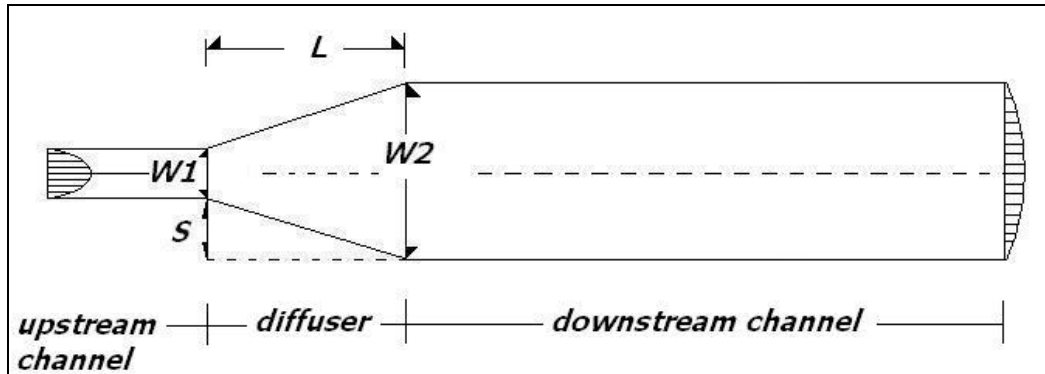 L
W1
W2
S
upstream
channel
diffuser
downstream channel